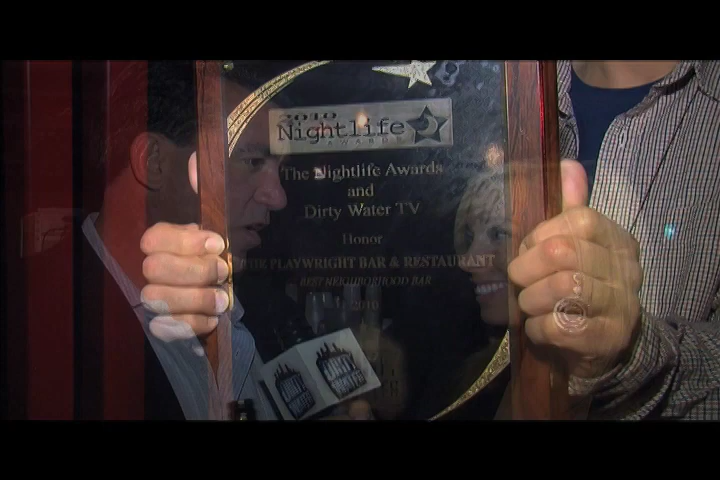 2010
Nightlife
AWARDS
The Nightlife Awards
and
Dirty Water TV
Honor
THE PLAYWRIGHT BAR & RESTAURANT
BEST NEIGHBORHOOD BAR
2010
DIRTY WATER
DIRTY WATER